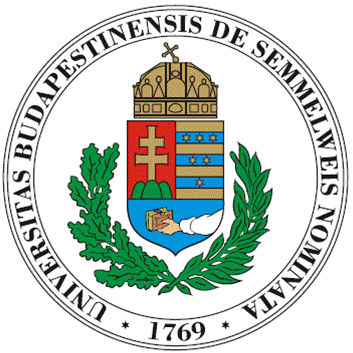 UNIVERSITAS BUDAPESTINENSIS DE SEMMELWEIS NOMINATA
* 1769 *